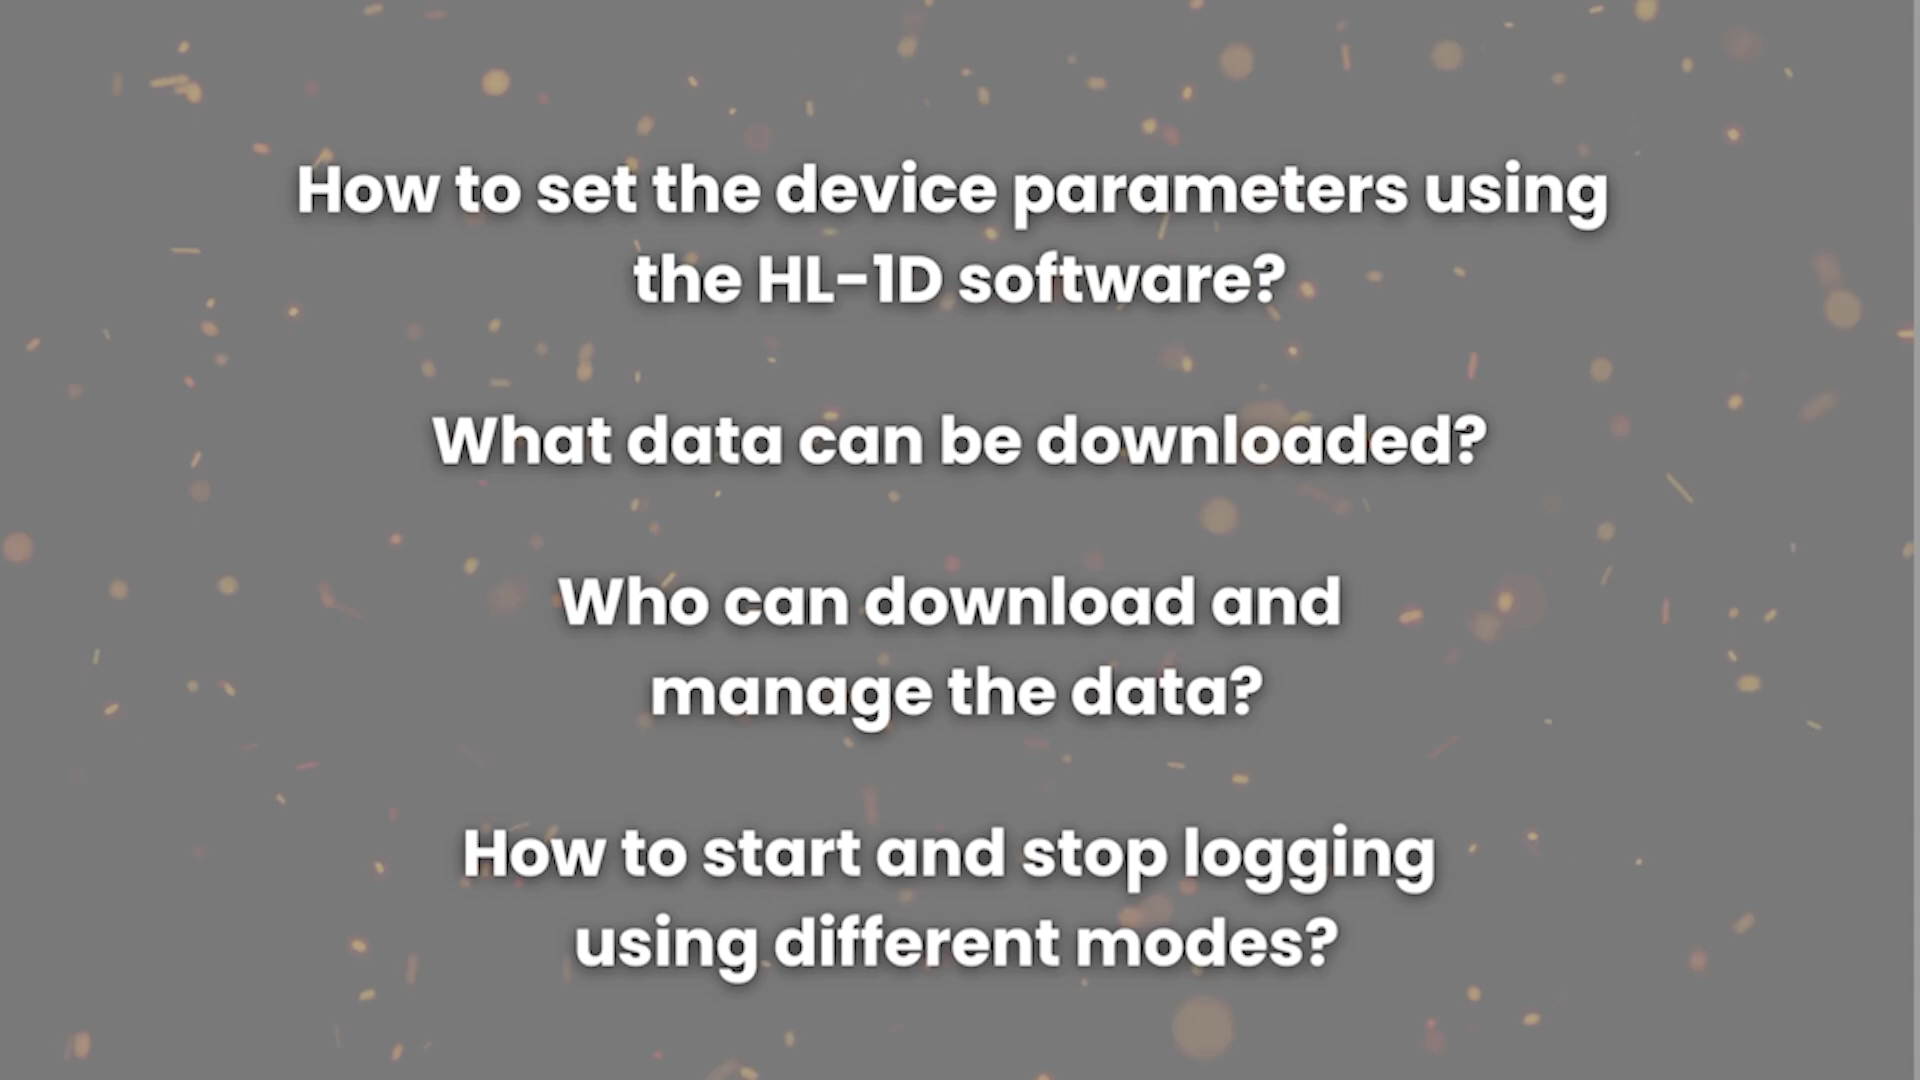 How to set the device parameters using
the HL-1D software?
What data can be downloaded?
Who can download and
manage the data?
How to start and stop logging
using different modes?